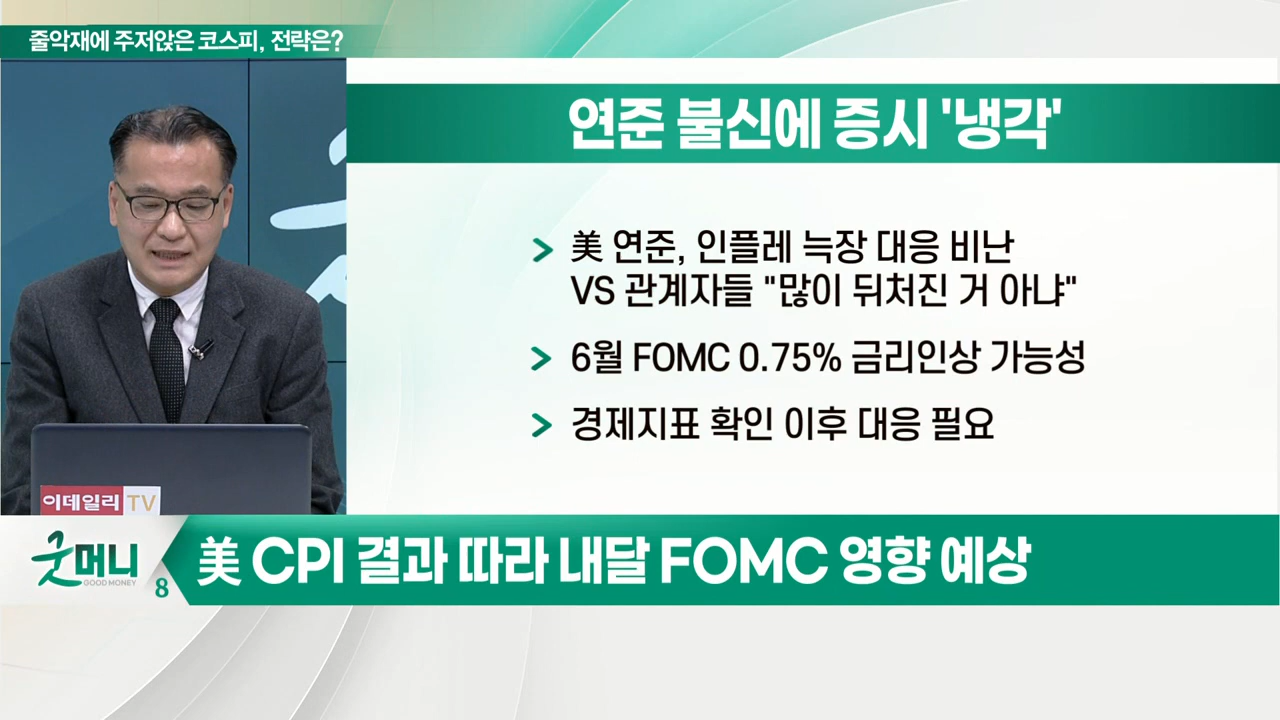 줄악재에 주저앉은 코스피, 전략은?
연준 불신에 증시 '냉각'
美 연준, 인플레 늑장 대응 비난
VS 관계자들 "많이 뒤처진 거 아냐"
6월 FOMC 0.75% 금리인상 가능성
경제지표 확인 이후 대응 필요
이데일리 TV
굿머니
GOOD MONEY
8
美 CPI 결과 따라 내달 FOMC 영향 예상